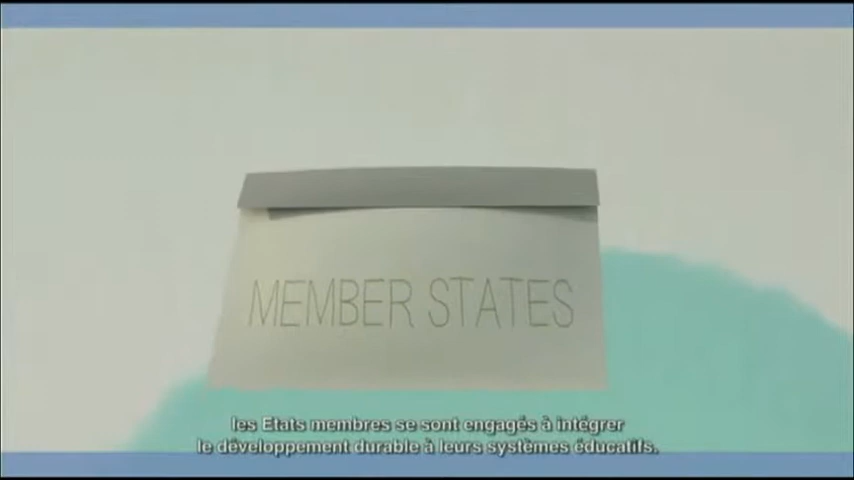 MEMBER STATES
les Etats membres se sont engagés à intégrer
le développement durable à leurs systèmes éducatifs.